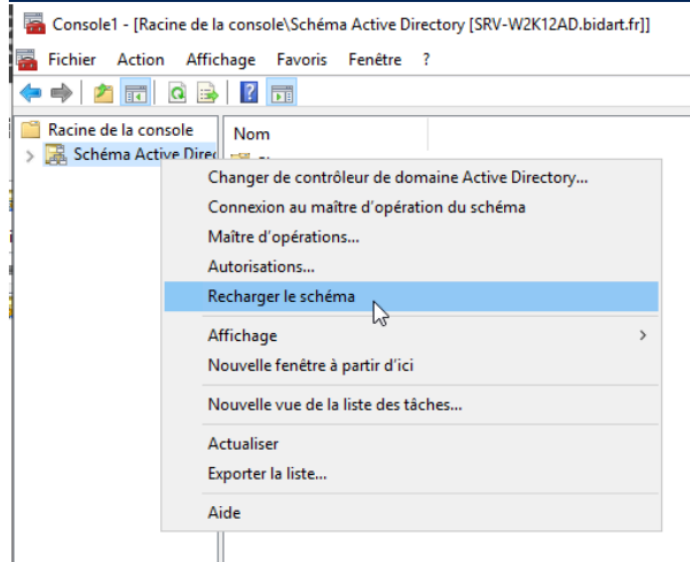 Console1 - [Racine de la console\Schéma Active Directory [SRV-W2K12AD.bidart.fr]]
Fichier Action Affichage Favoris Fenêtre ?
Racine de la console
Nom
Schéma Active Direc
Changer de contrôleur de domaine Active Directory...
Connexion au maître d'opération du schéma
Maître d'opérations...
Autorisations...
Recharger le schéma
Affichage
Nouvelle fenêtre à partir d'ici
Nouvelle vue de la liste des tâches...
Actualiser
Exporter la liste...
Aide